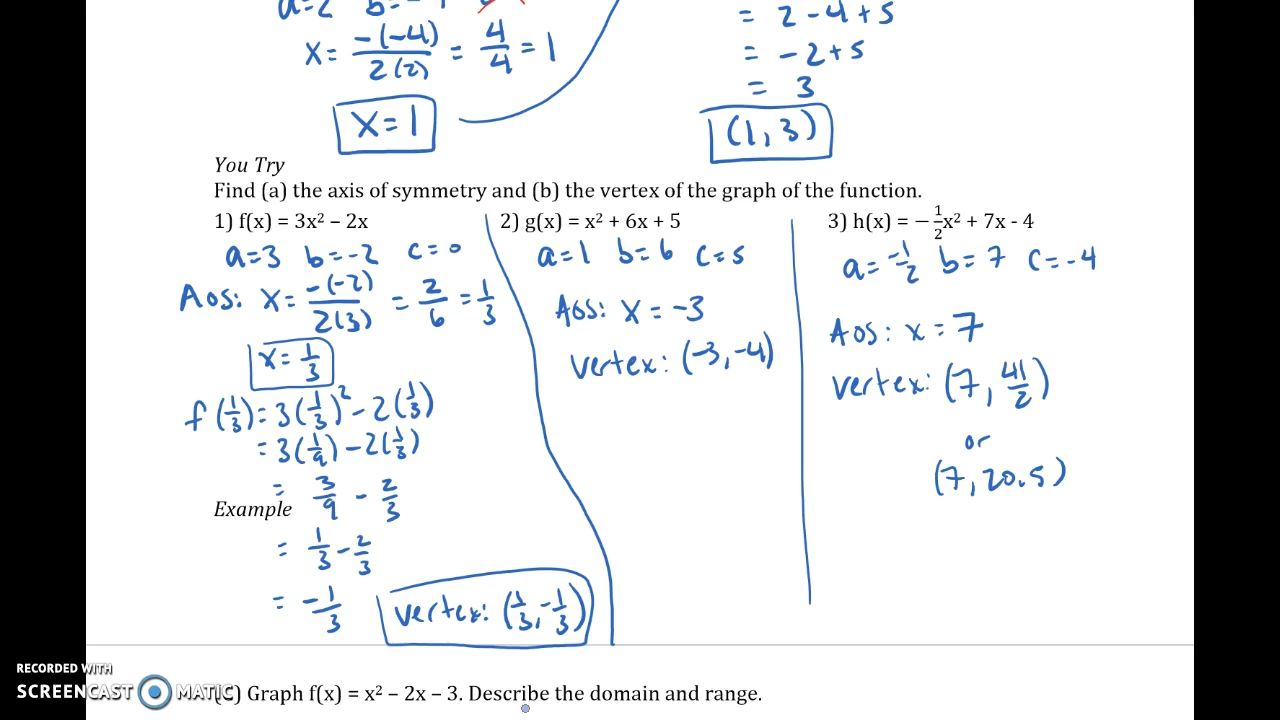 a=2 b=-4
x= -(-4)/2(2) = 4/4 = 1
x=1
= 2-4+5
= -2+5
= 3
(1,3)
You Try
Find (a) the axis of symmetry and (b) the vertex of the graph of the function.
1) f(x) = 3x² – 2x
a=3 b=-2 c=0
Aos: x= -(-2)/2(3) = 2/6 = 1/3
x= 1/3
f(1/3)= 3(1/3)²-2(1/3)
= 3(1/9)-2(1/3)
= 3/9 - 2/3
Example
= 1/3 - 2/3
= -1/3
vertex: (1/3, -1/3)
2) g(x) = x² + 6x + 5
a=1 b=6 c=5
Aos: x = -3
vertex: (-3,-4)
3) h(x) = −1/2x² + 7x - 4
a= -1/2 b=7 c=-4
Aos: x = 7
vertex: (7, 41/2)
or
(7, 20.5)
RECORDED WITH
SCREENCAST MATIC
) Graph f(x) = x² – 2x – 3. Describe the domain and range.